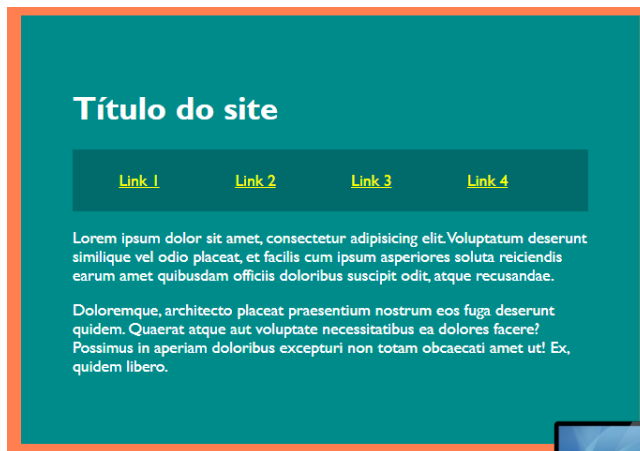 Título do site
Link 1 Link 2 Link 3 Link 4
Lorem ipsum dolor sit amet, consectetur adipisicing elit. Voluptatum deserunt
similique vel odio placeat, et facilis cum ipsum asperiores soluta reiciendis
earum amet quibusdam officiis doloribus suscipit odit, atque recusandae.
Doloremque, architecto placeat praesentium nostrum eos fuga deserunt
quidem. Quaerat atque aut voluptate necessitatibus ea dolores facere?
Possimus in aperiam doloribus excepturi non totam obcaecati amet ut! Ex,
quidem libero.